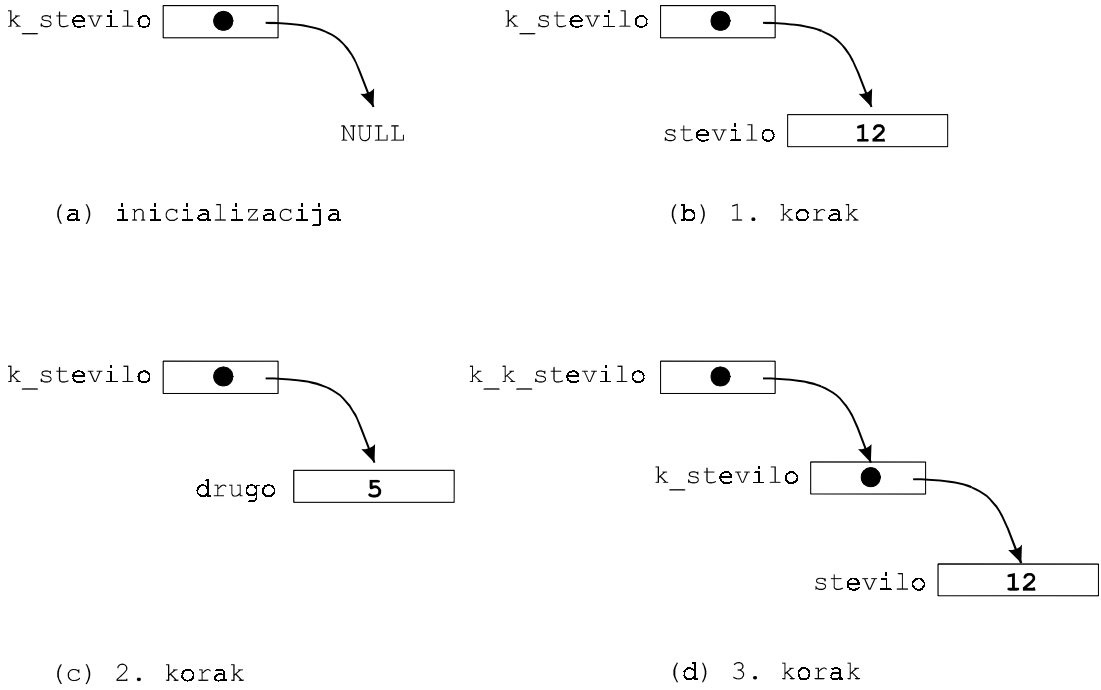 k_stevilo
NULL
(a) inicializacija
k_stevilo
stevilo 12
(b) 1. korak
k_stevilo
drugo 5
(c) 2. korak
k_k_stevilo
k_stevilo
stevilo 12
(d) 3. korak